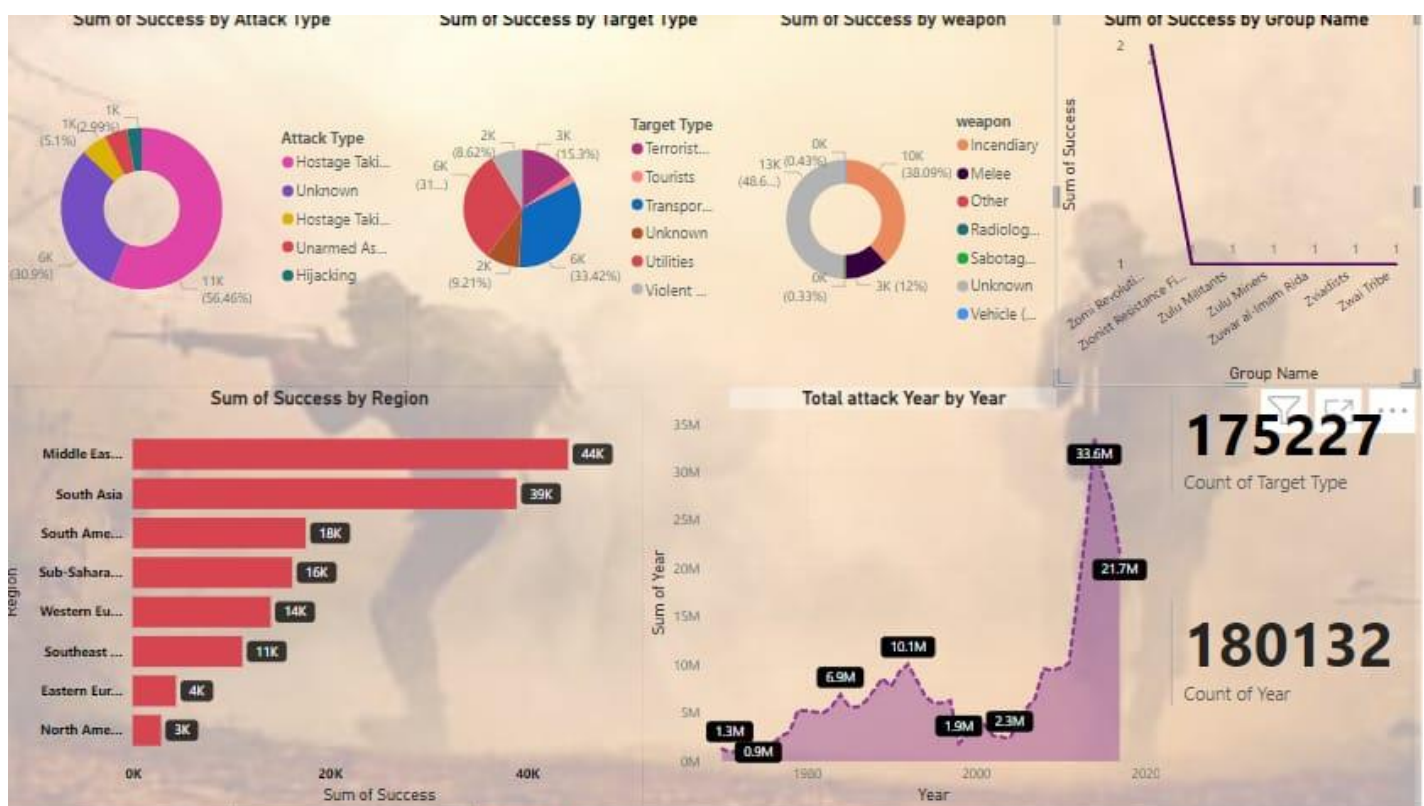 Sum of Success by Attack Type
1K
1K (2.99%)
(5.1%)
6K
(30.9%)
11K
(56.46%)
Attack Type
Hostage Taki...
Unknown
Hostage Taki...
Unarmed As...
Hijacking
Sum of Success by Target Type
2K
(8.62%)
3K
(15.3%)
6K
(31...)
2K
(9.21%)
6K
(33.42%)
Target Type
Terrorist...
Tourists
Transpor...
Unknown
Utilities
Violent ...
Sum of Success by weapon
0K
(0.43%)
13K
(48.6...)
10K
(38.09%)
0K
(0.33%)
3K (12%)
weapon
Incendiary
Melee
Other
Radiolog...
Sabotag...
Unknown
Vehicle (...
Sum of Success by Group Name
Sum of Success
2
1
1 1 1 1 1 1
Zomi Revoluti...
Zionist Resistance Fi...
Zulu Militants
Zulu Miners
Zuwar al-Imam Rida
Zviadists
Zwai Tribe
Group Name
Sum of Success by Region
Region
Middle Eas... 44K
South Asia 39K
South Ame... 18K
Sub-Sahara... 16K
Western Eu... 14K
Southeast ... 11K
Eastern Eur... 4K
North Ame... 3K
0K 20K 40K
Sum of Success
Total attack Year by Year
Sum of Year
35M
30M
25M
20M
15M
10M
5M
0M
1.3M
0.9M
6.9M
10.1M
1.9M
2.3M
33.6M
21.7M
1980 2000 2020
Year
175227
Count of Target Type
180132
Count of Year